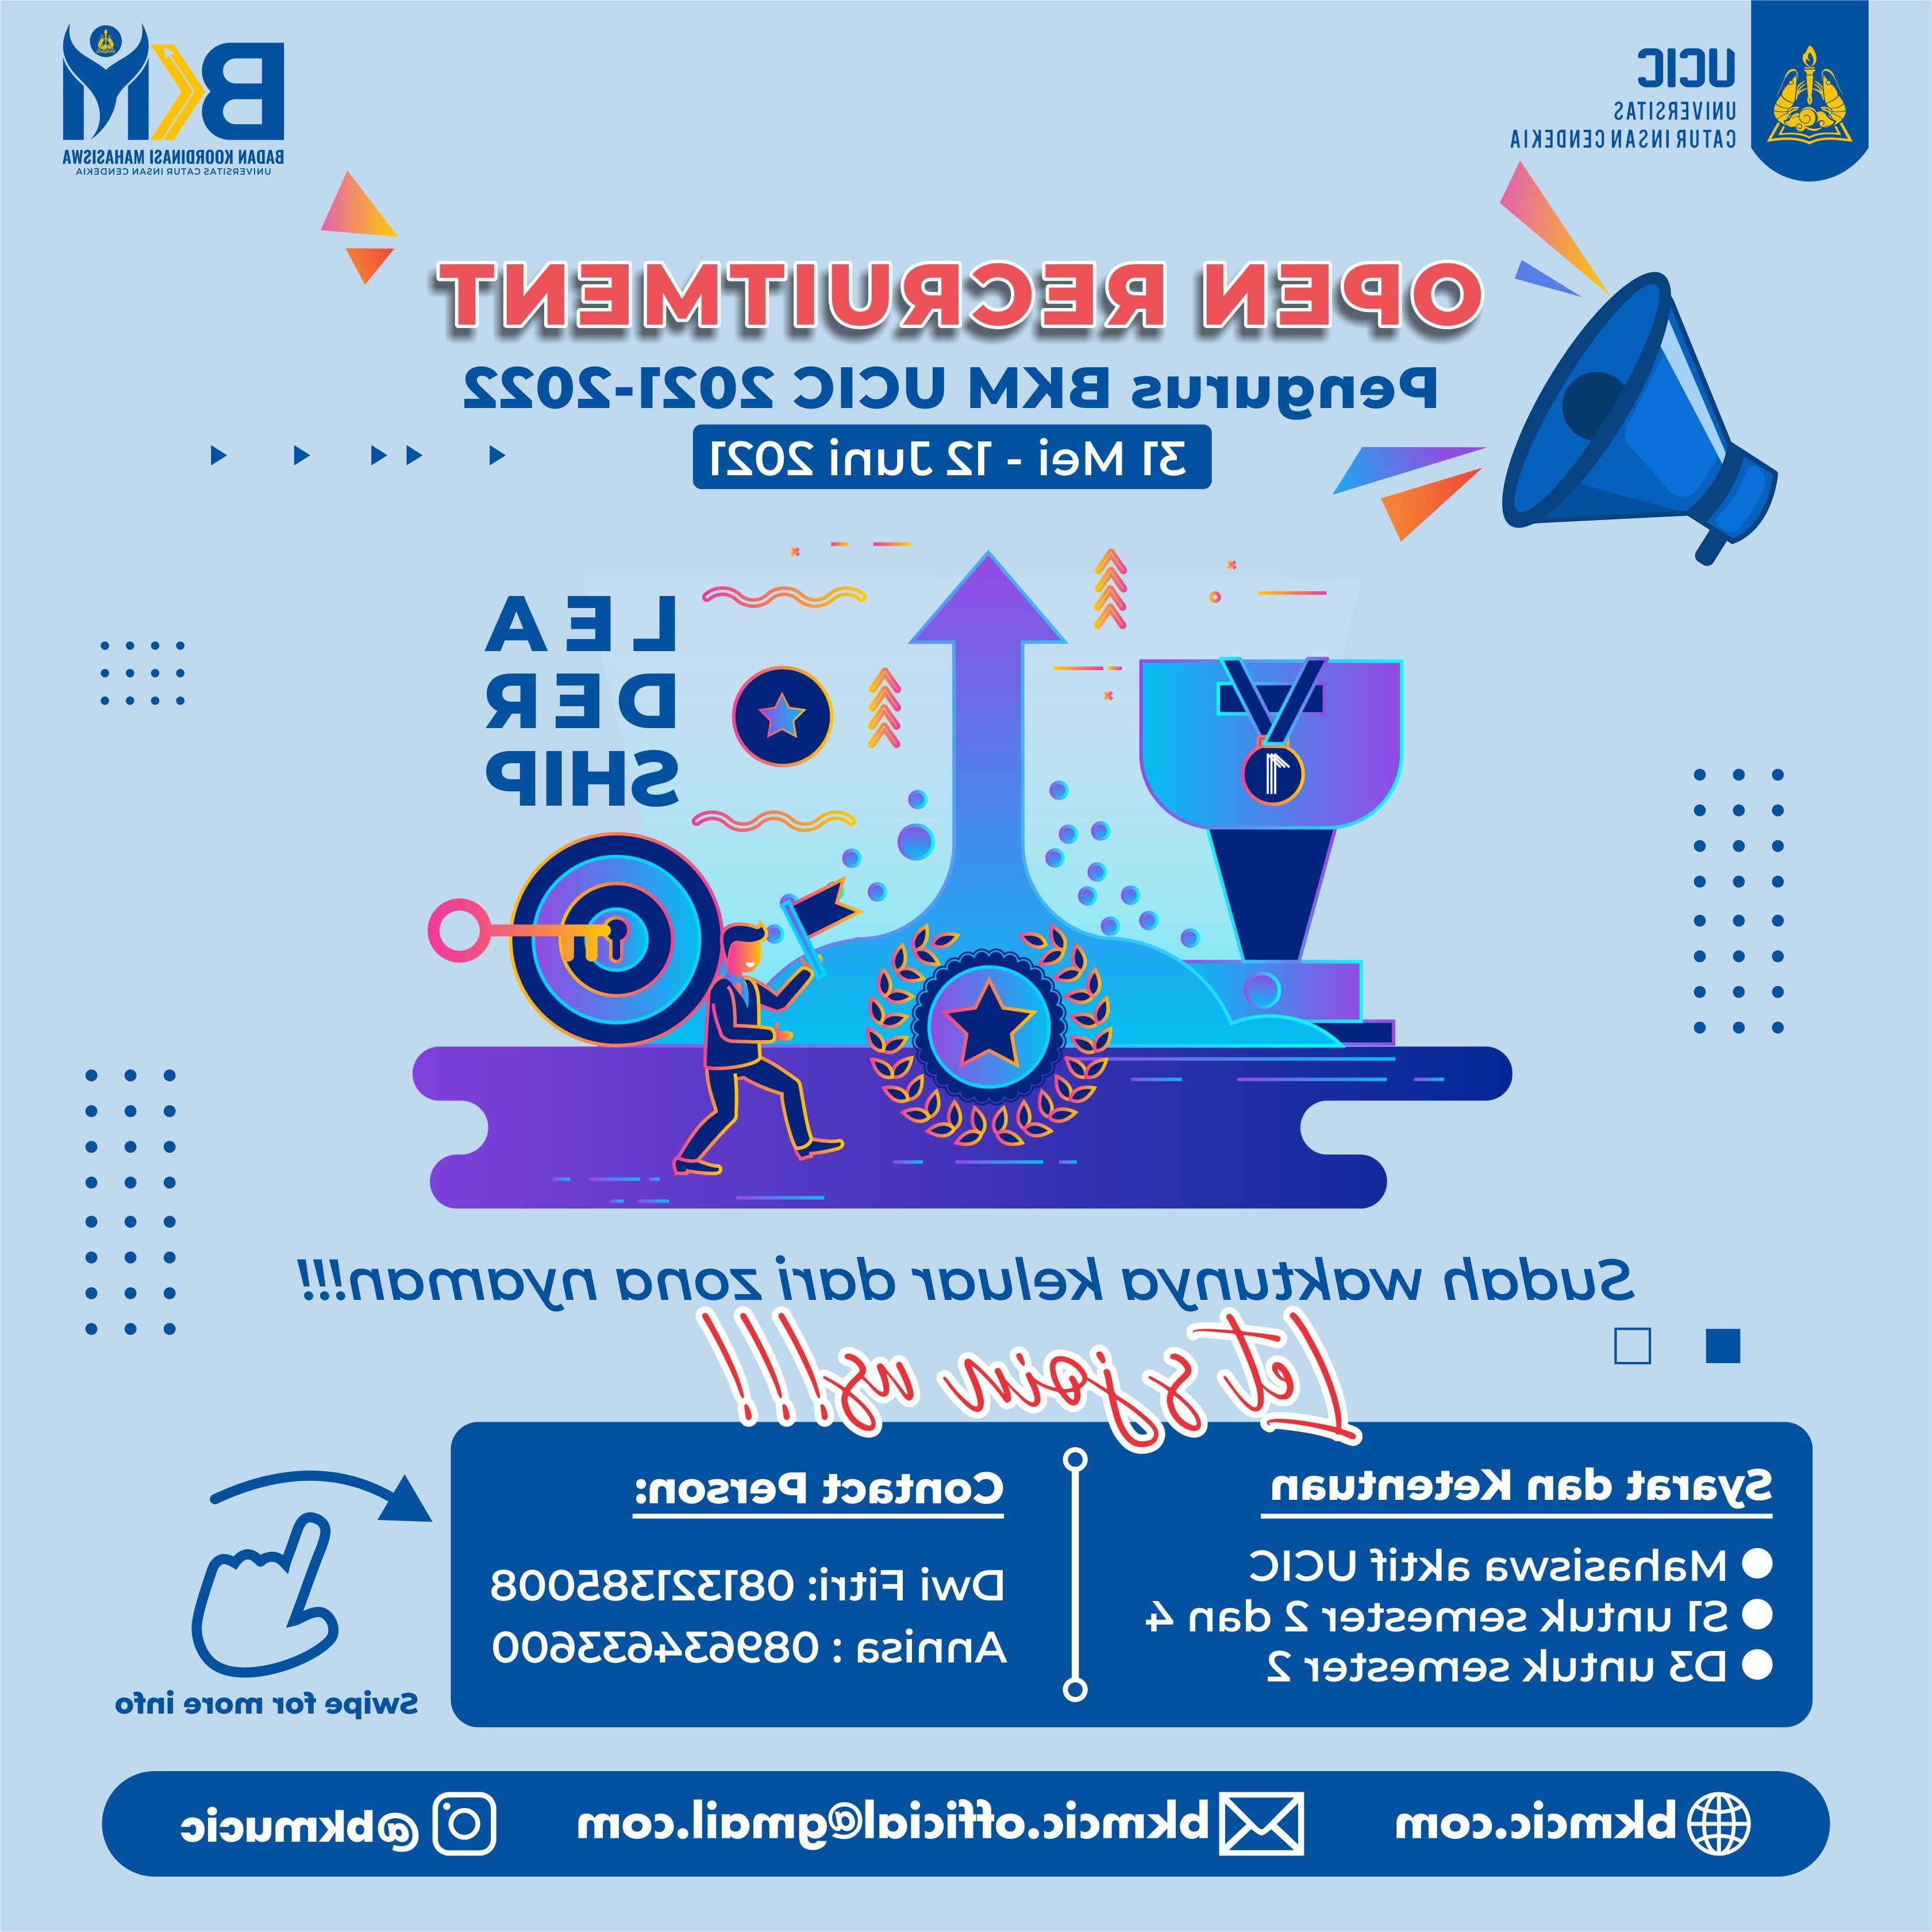 UCIC
UNIVERSITAS
CATUR INSAN CENDEKIA
BKM
BADAN KOORDINASI MAHASISWA
UNIVERSITAS CATUR INSAN CENDEKIA
OPEN RECRUITMENT
Pengurus BKM UCIC 2021-2022
31 Mei - 12 Juni 2021
LEA
DER
SHIP
1
Sudah waktunya keluar dari zona nyaman!!!
Let's join us!!!
Syarat dan Ketentuan
Mahasiswa aktif UCIC
S1 untuk semester 2 dan 4
D3 untuk semester 2
Contact Person:
Dwi Fitri: 081321385008
Annisa : 089634633600
Swipe for more info
bkmcic.com
bkmcic.official@gmail.com
@bkmucic